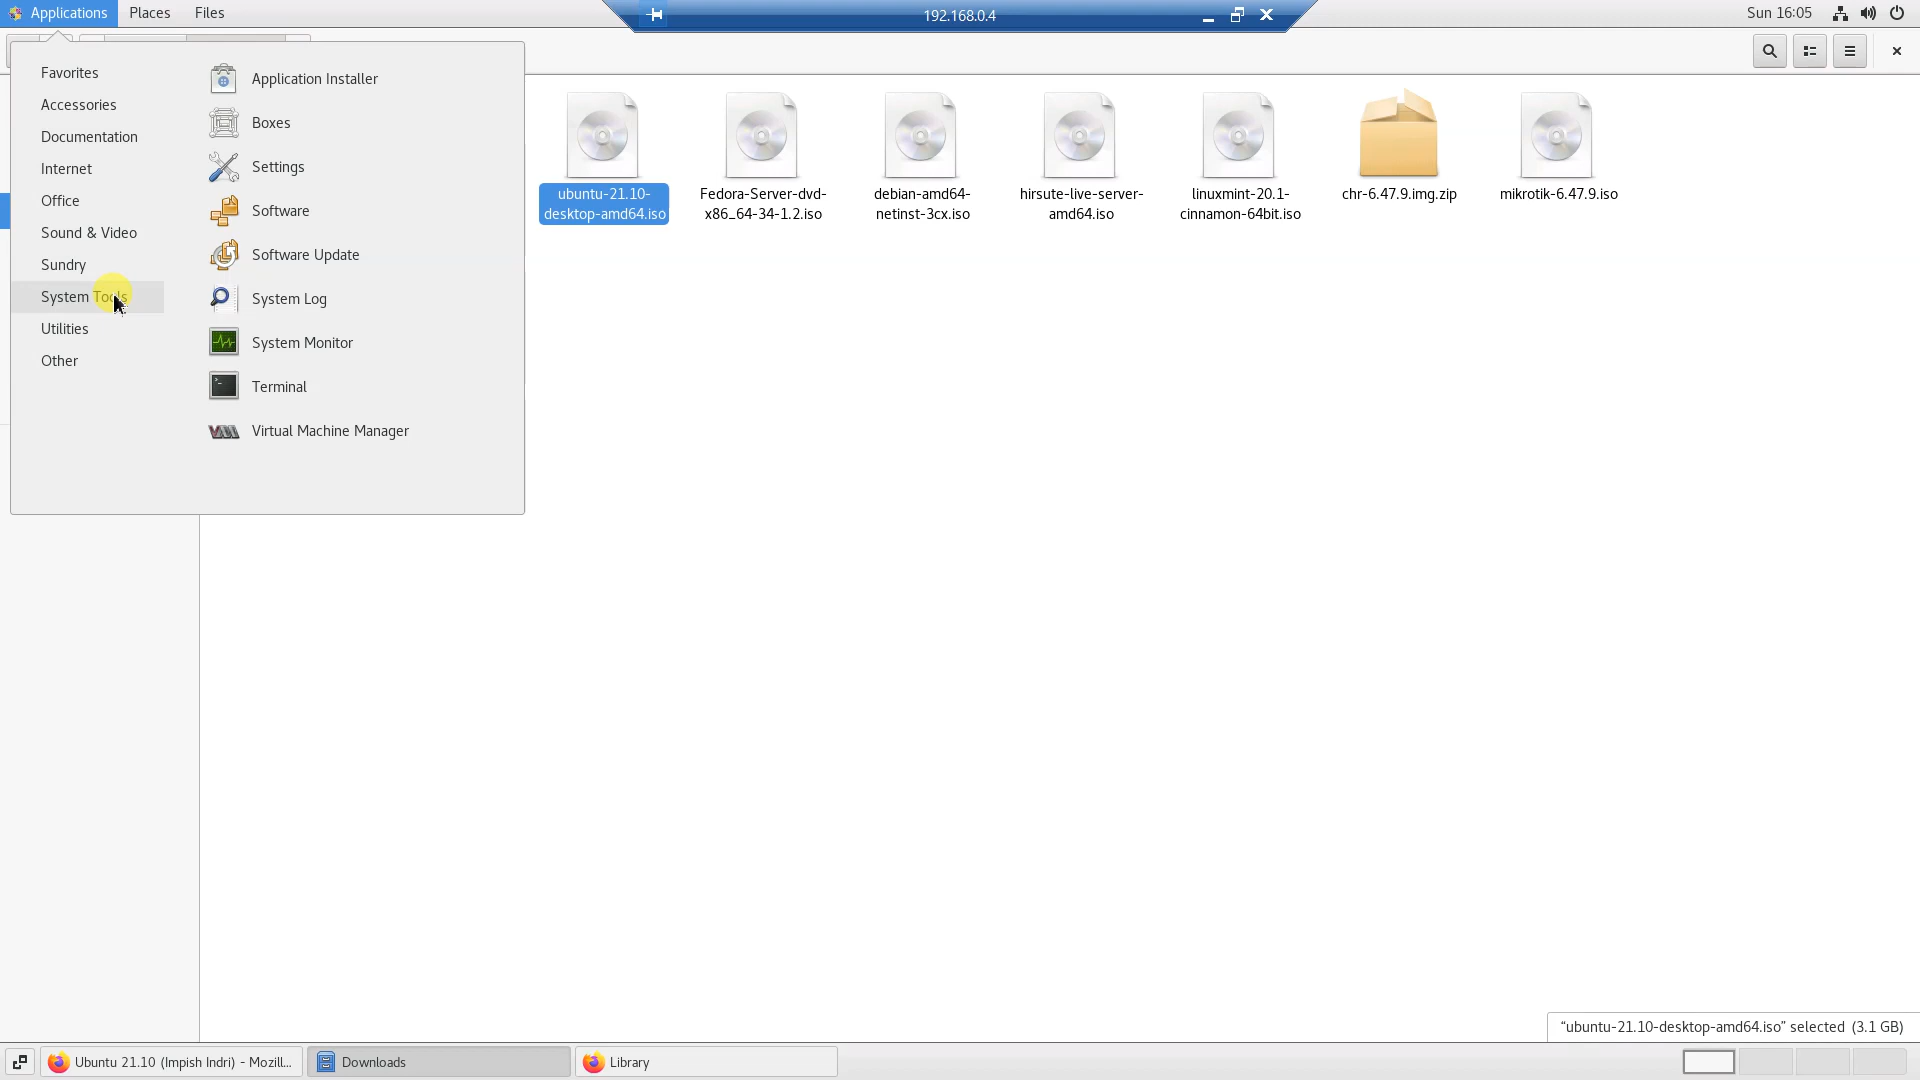 Applications
Places
Files
192.168.0.4
Sun 16:05
Favorites
Accessories
Documentation
Internet
Office
Sound & Video
Sundry
System Tools
Utilities
Other
Application Installer
Boxes
Settings
Software
Software Update
System Log
System Monitor
Terminal
Virtual Machine Manager
ubuntu-21.10-
desktop-amd64.iso
Fedora-Server-dvd-
x86_64-34-1.2.iso
debian-amd64-
netinst-3cx.iso
hirsute-live-server-
amd64.iso
linuxmint-20.1-
cinnamon-64bit.iso
chr-6.47.9.img.zip
mikrotik-6.47.9.iso
“ubuntu-21.10-desktop-amd64.iso” selected (3.1 GB)
Ubuntu 21.10 (Impish Indri) - Mozill...
Downloads
Library